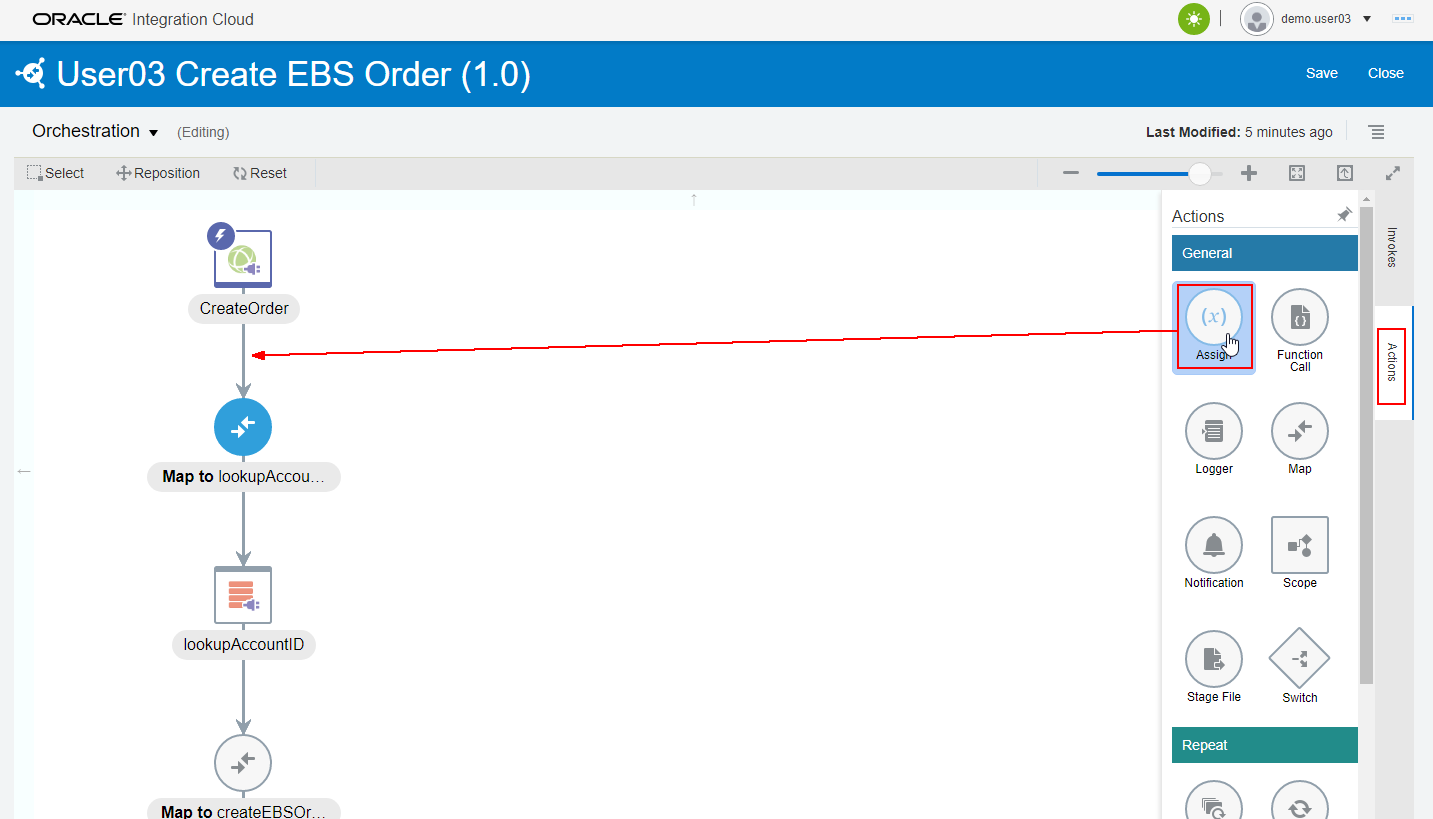 ORACLE Integration Cloud
demo.user03
User03 Create EBS Order (1.0)
Save
Close
Orchestration
(Editing)
Last Modified: 5 minutes ago
Select
Reposition
Reset
CreateOrder
Map to lookupAccou...
lookupAccountID
Map to createEBSOr...
Actions
General
(x)
Assign
Function
Call
Logger
Map
Notification
Scope
Stage File
Switch
Repeat
Invokes
Actions